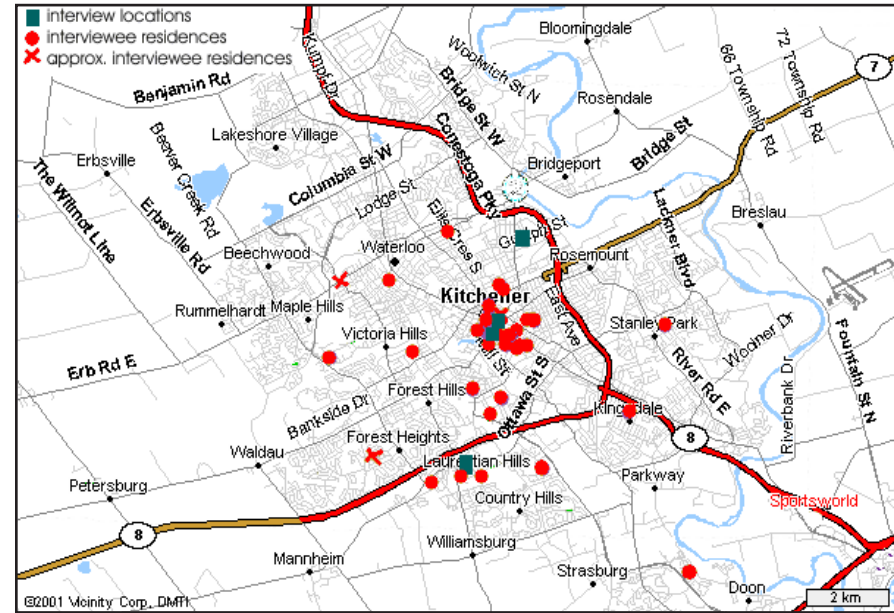 interview locations
interviewee residences
approx. interviewee residences
Kumpf Dr
Bloomingdale
Woolwich St N
72 Township Rd
66 Township Rd
7
Benjamin Rd
Bridge St W
Rosendale
Lakeshore Village
Conestoga Pky
Bridge St
Erbsville
Beaver Creek Rd
Columbia St W
Bridgeport
The Wilmot Line
Erbsville Rd
Lodge St
Ellis Cres S
Lackner Blvd
Breslau
Guelph St
Beechwood
Waterloo
Rosemount
Kitchener
East Ave
Rummelhardt
Maple Hills
Stanley Park
Victoria Hills
Mill St
Woolner Dr
Fountain St N
Erb Rd E
River Rd E
Riverbank Dr
Forest Hills
Ottawa St S
Bankside Dr
Kingsdale
Forest Heights
8
Waldau
Laurentian Hills
Parkway
Petersburg
Country Hills
Sportsworld
8
Williamsburg
Mannheim
Strasburg
Doon
©2001 Vicinity Corp, DMTI
2 km